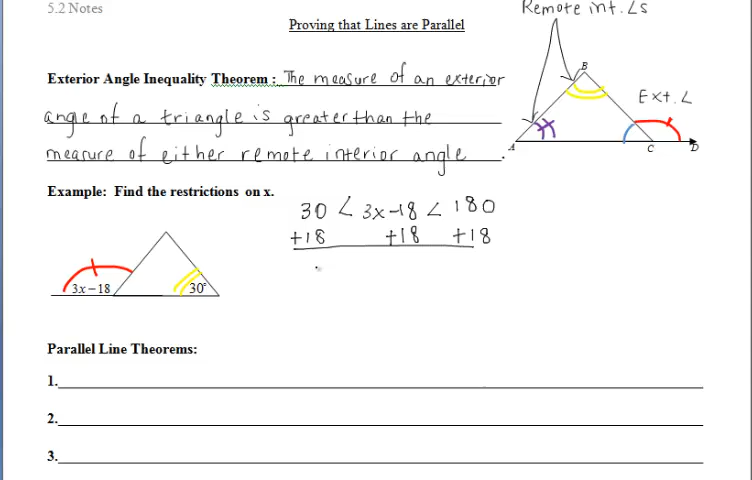 5.2 Notes
Remote int. ∠s
Proving that Lines are Parallel
Exterior Angle Inequality Theorem : The measure of an exterior
angle of a triangle is greater than the
measure of either remote interior angle.
B
Ext. ∠
A
C
D
Example: Find the restrictions on x.
30 < 3x-18 < 180
+18 +18 +18
3x – 18
30°
Parallel Line Theorems:
1.
2.
3.